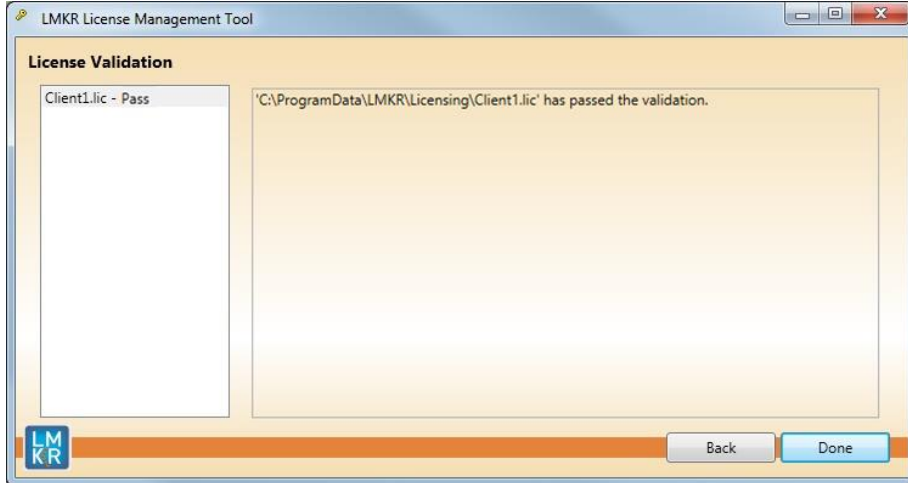 LMKR License Management Tool
License Validation
Client1.lic - Pass
'C:\ProgramData\LMKR\Licensing\Client1.lic' has passed the validation.
LM
KR
Back
Done